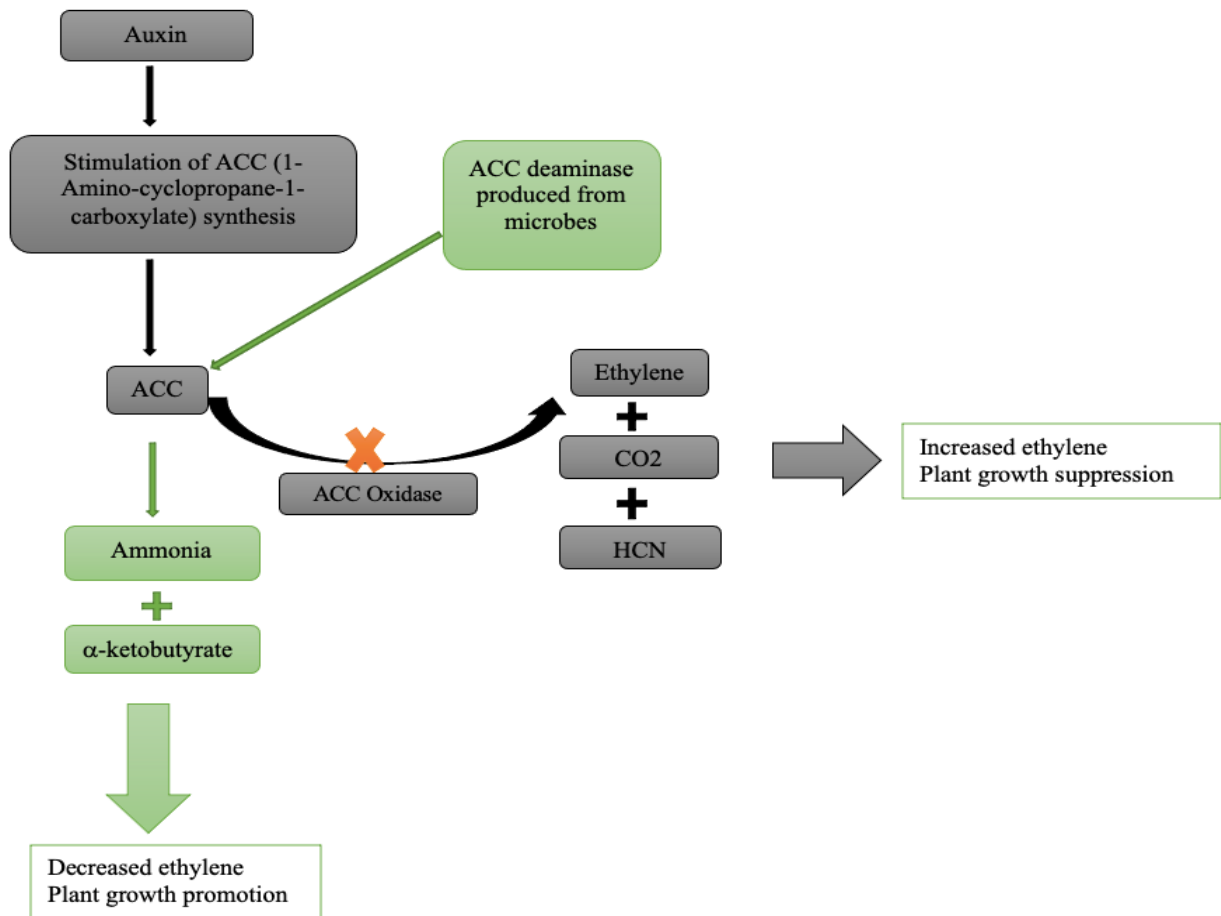 Auxin
Stimulation of ACC (1-
Amino-cyclopropane-1-
carboxylate) synthesis
ACC deaminase
produced from
microbes
ACC
Ethylene
CO2
HCN
ACC Oxidase
Increased ethylene
Plant growth suppression
Ammonia
α-ketobutyrate
Decreased ethylene
Plant growth promotion